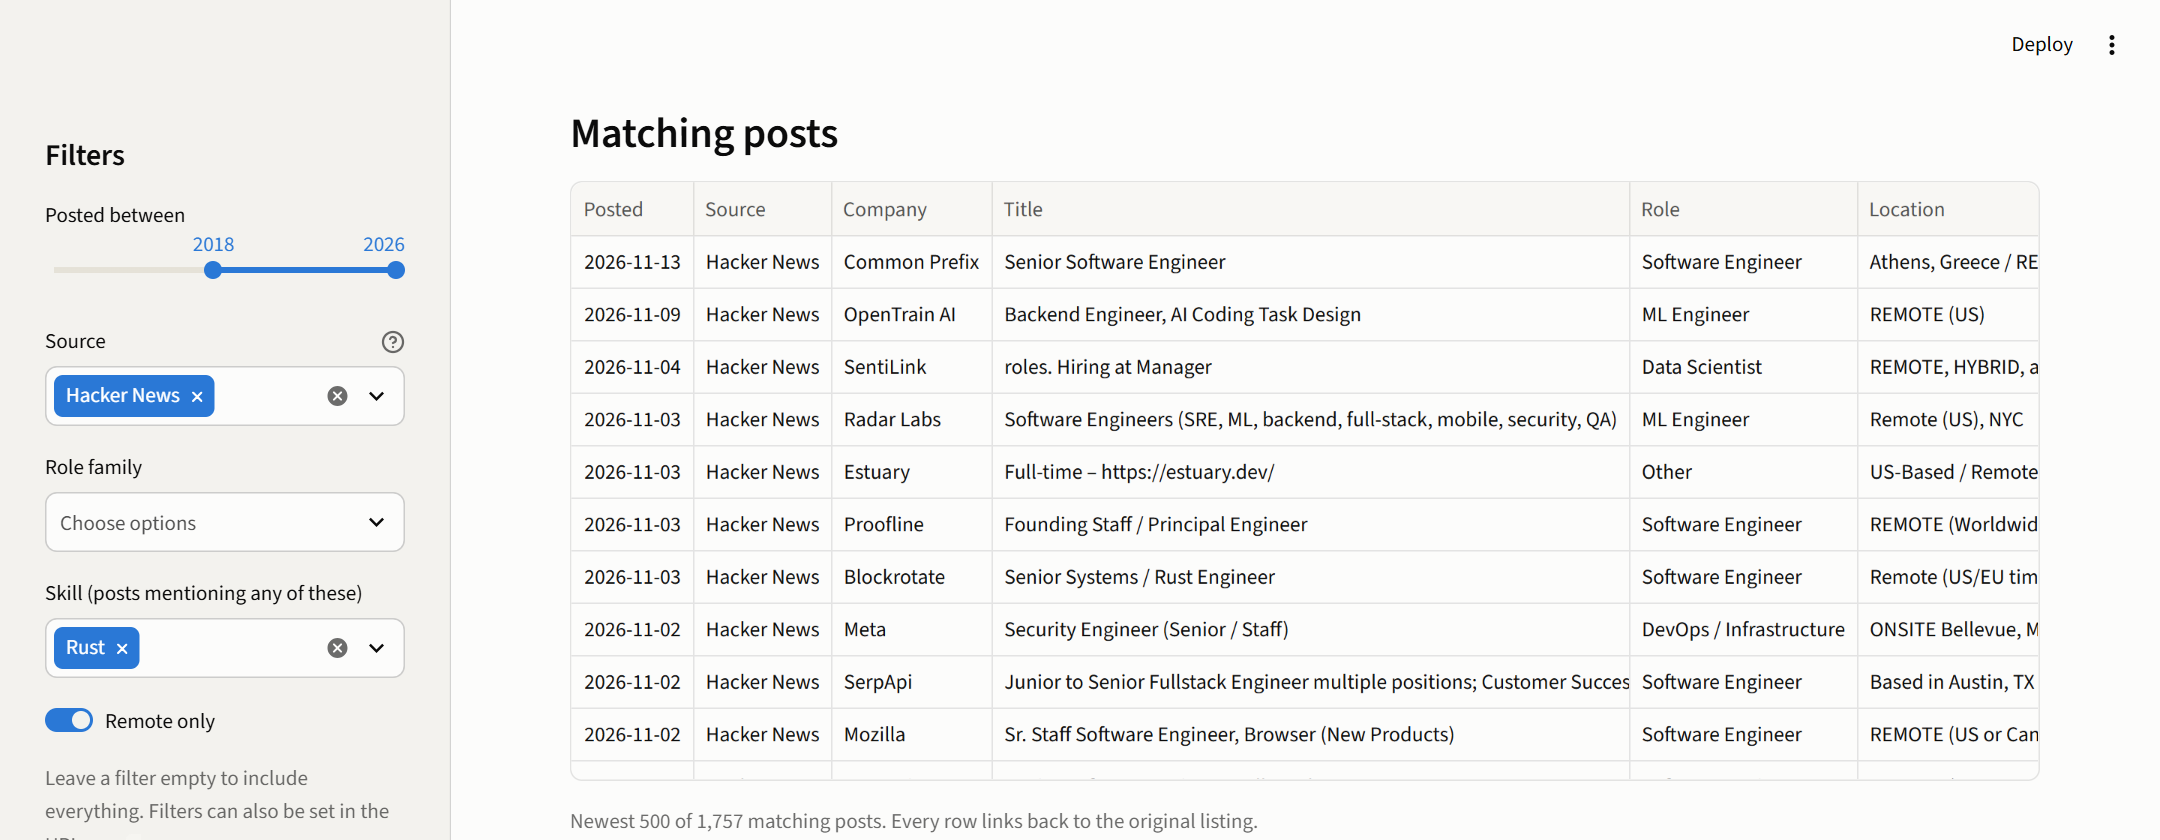 Deploy
Filters
Posted between
2018 2026
Source
Hacker News
Role family
Choose options
Skill (posts mentioning any of these)
Rust
Remote only
Leave a filter empty to include
everything. Filters can also be set in the
Matching posts
Posted Source Company Title Role Location
2026-11-13 Hacker News Common Prefix Senior Software Engineer Software Engineer Athens, Greece / RE
2026-11-09 Hacker News OpenTrain AI Backend Engineer, AI Coding Task Design ML Engineer REMOTE (US)
2026-11-04 Hacker News SentiLink roles. Hiring at Manager Data Scientist REMOTE, HYBRID, a
2026-11-03 Hacker News Radar Labs Software Engineers (SRE, ML, backend, full-stack, mobile, security, QA) ML Engineer Remote (US), NYC
2026-11-03 Hacker News Estuary Full-time – https://estuary.dev/ Other US-Based / Remote
2026-11-03 Hacker News Proofline Founding Staff / Principal Engineer Software Engineer REMOTE (Worldwid
2026-11-03 Hacker News Blockrotate Senior Systems / Rust Engineer Software Engineer Remote (US/EU tim
2026-11-02 Hacker News Meta Security Engineer (Senior / Staff) DevOps / Infrastructure ONSITE Bellevue, M
2026-11-02 Hacker News SerpApi Junior to Senior Fullstack Engineer multiple positions; Customer Succes Software Engineer Based in Austin, TX
2026-11-02 Hacker News Mozilla Sr. Staff Software Engineer, Browser (New Products) Software Engineer REMOTE (US or Can
Newest 500 of 1,757 matching posts. Every row links back to the original listing.